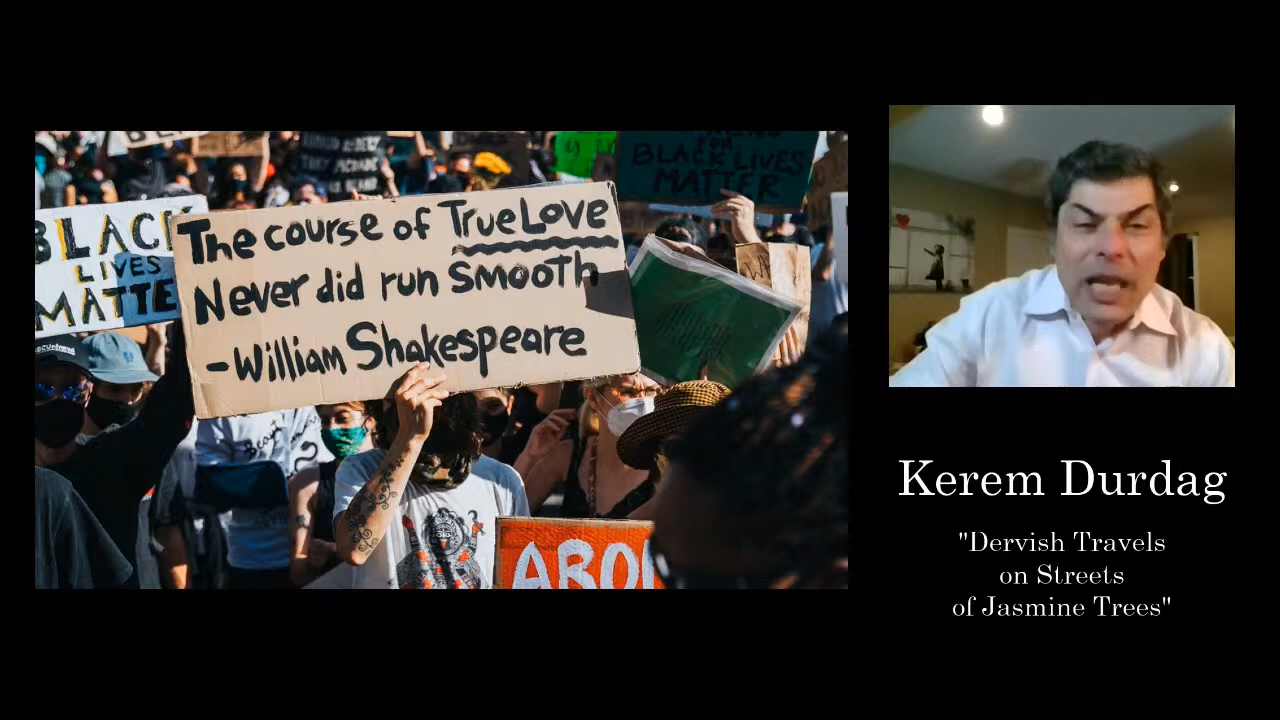 BLACK LIVES
MATTER
BLACK
LIVES
MATTE
The course of True Love
Never did run smooth
-William Shakespeare
ABOL
Kerem Durdag
"Dervish Travels
on Streets
of Jasmine Trees"